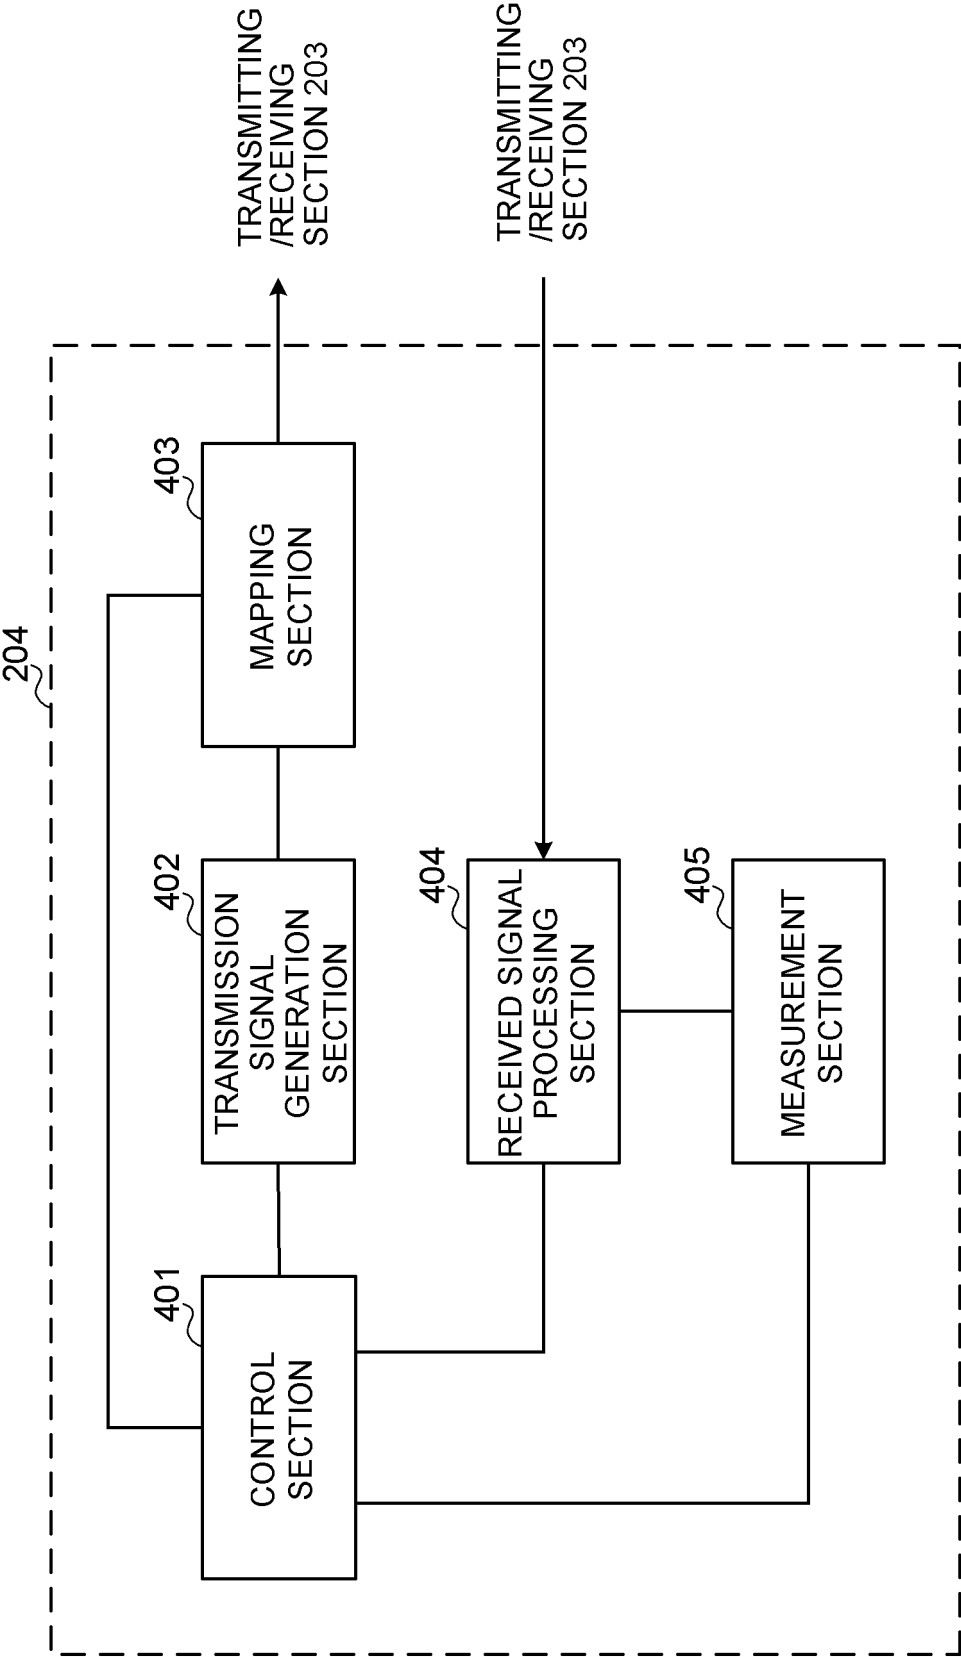 204
401
CONTROL
SECTION
402
TRANSMISSION
SIGNAL
GENERATION
SECTION
403
MAPPING
SECTION
TRANSMITTING
/RECEIVING
SECTION 203
404
RECEIVED SIGNAL
PROCESSING
SECTION
TRANSMITTING
/RECEIVING
SECTION 203
405
MEASUREMENT
SECTION